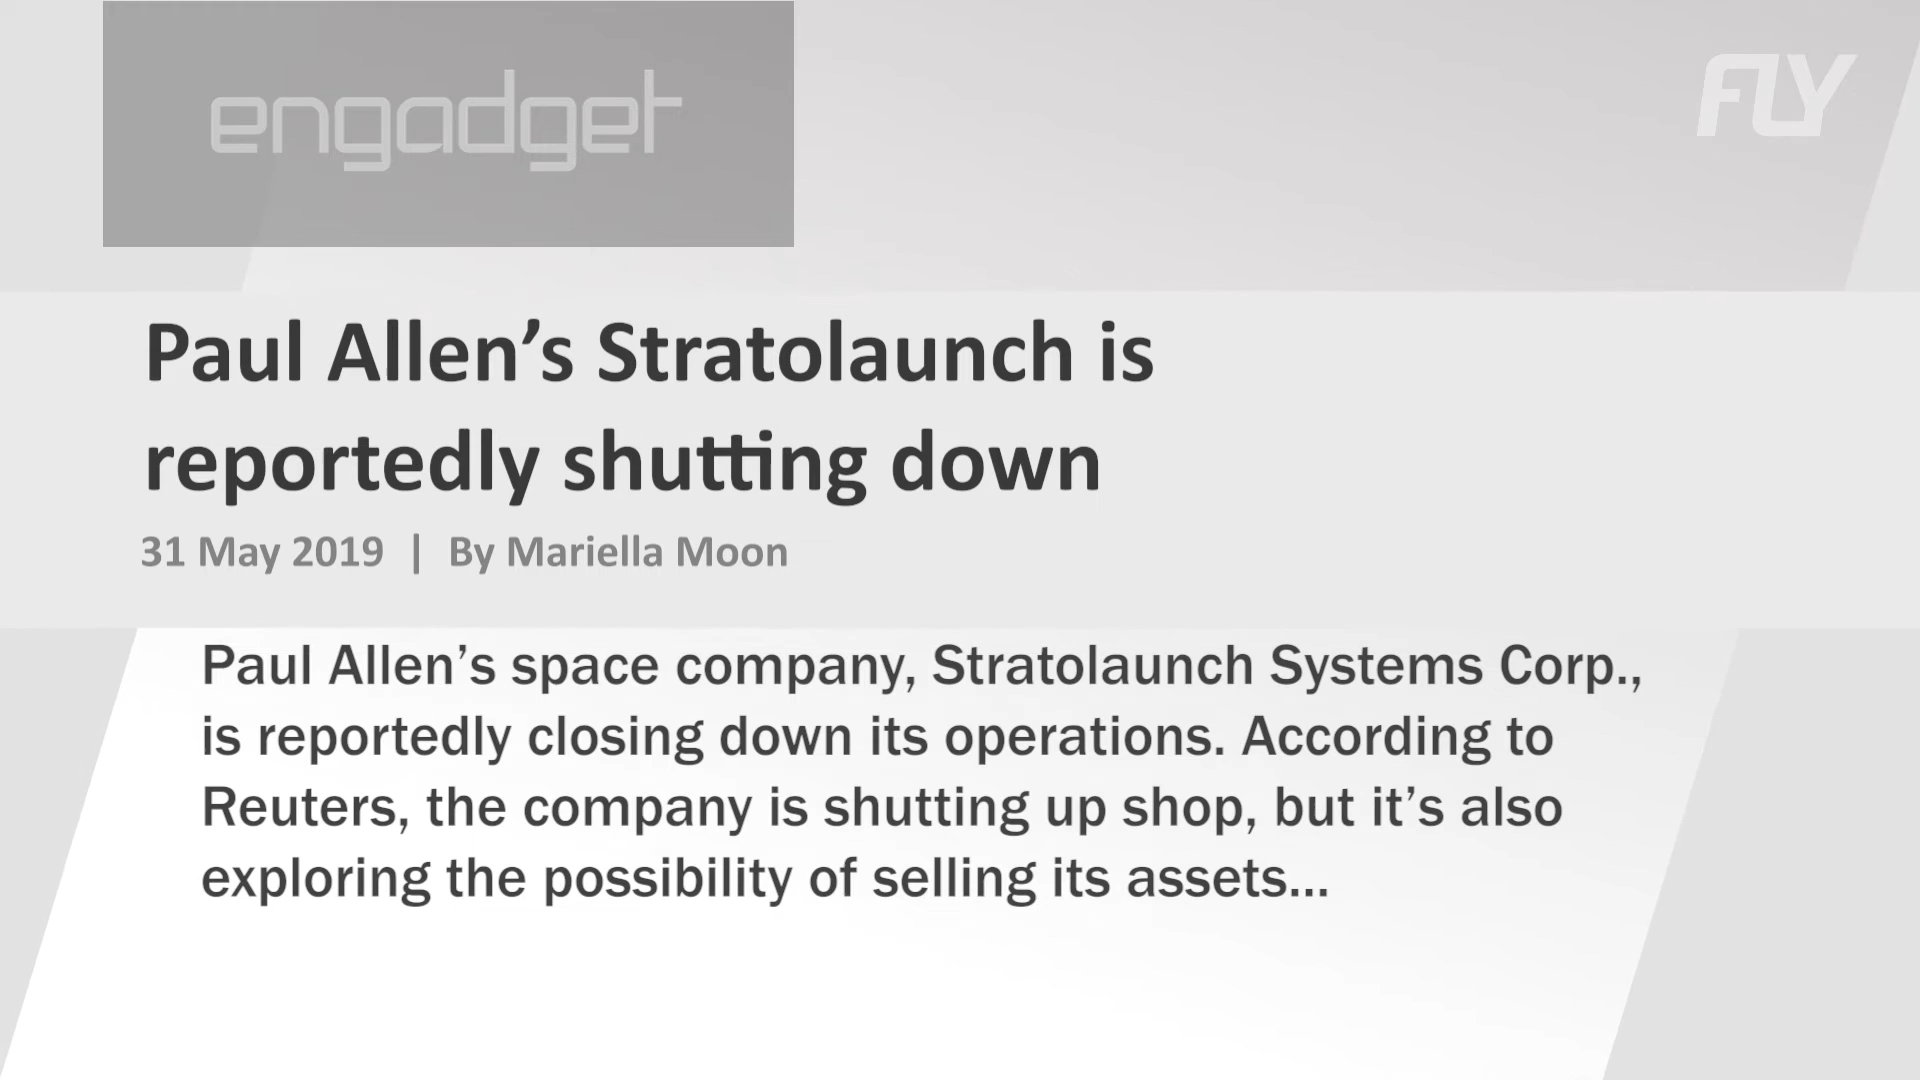 engadget
FLY
Paul Allen’s Stratolaunch is
reportedly shutting down
31 May 2019 | By Mariella Moon
Paul Allen’s space company, Stratolaunch Systems Corp.,
is reportedly closing down its operations. According to
Reuters, the company is shutting up shop, but it’s also
exploring the possibility of selling its assets...